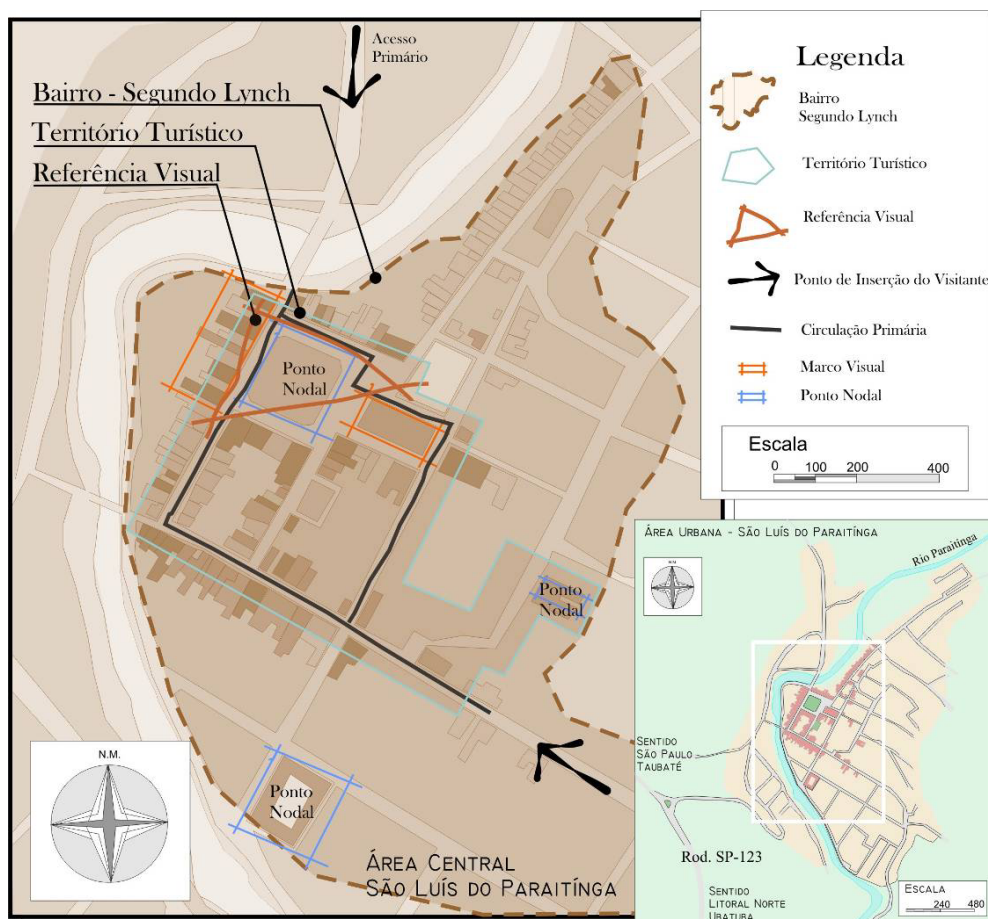 Acesso
Primário
Bairro - Segundo Lynch
Território Turístico
Referência Visual
Ponto
Nodal
Ponto
Nodal
Ponto
Nodal
N.M.
ÁREA CENTRAL
SÃO LUÍS DO PARAITÍNGA
Legenda
Bairro
Segundo Lynch
Território Turístico
Referência Visual
Ponto de Inserção do Visitante
Circulação Primária
Marco Visual
Ponto Nodal
Escala
0 100 200 400
ÁREA URBANA - SÃO LUÍS DO PARAITÍNGA
N.M.
Rio Paraitínga
SENTIDO
SÃO PAULO
TAUBATÉ
Rod. SP-123
SENTIDO
LITORAL NORTE
UBATUBA
ESCALA
240 480